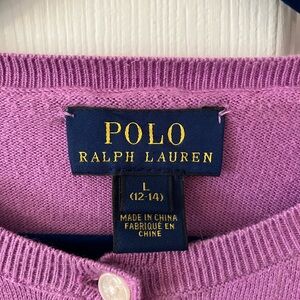 POLO
RALPH LAUREN
L
(12-14)
MADE IN CHINA
FABRIQUÉ EN
CHINE